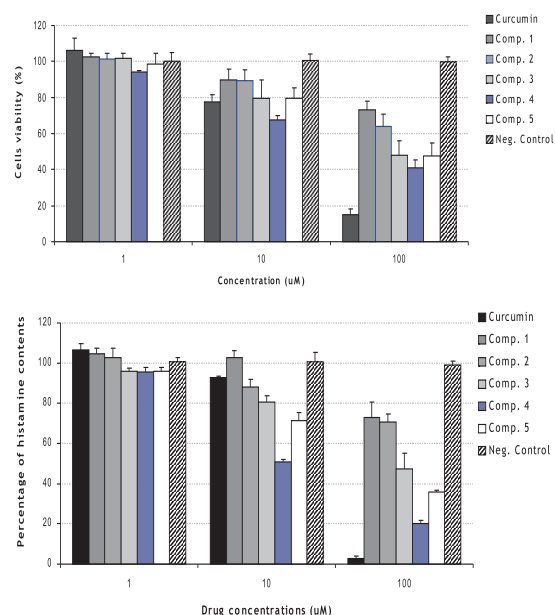 120
100
80
60
40
20
0
Cells viability (%)
1 10 100
Concentration (uM)
Curcumin
Comp. 1
Comp. 2
Comp. 3
Comp. 4
Comp. 5
Neg. Control
120
100
80
60
40
20
0
Percentage of histamine contents
1 10 100
Drug concentrations (uM)
Curcumin
Comp. 1
Comp. 2
Comp. 3
Comp. 4
Comp. 5
Neg. Control